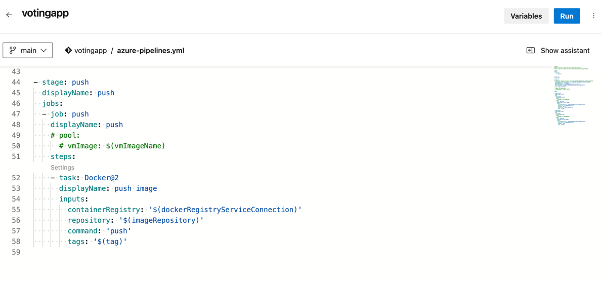 ← votingapp
Variables
Run
main
votingapp / azure-pipelines.yml
Show assistant
43
44 - stage: push
45 displayName: push
46 jobs:
47 - job: push
48 displayName: push
49 # pool:
50 # vmImage: $(vmImageName)
51 steps:
Settings
52 - task: Docker@2
53 displayName: push image
54 inputs:
55 containerRegistry: '$(dockerRegistryServiceConnection)'
56 repository: '$(imageRepository)'
57 command: 'push'
58 tags: '$(tag)'
59